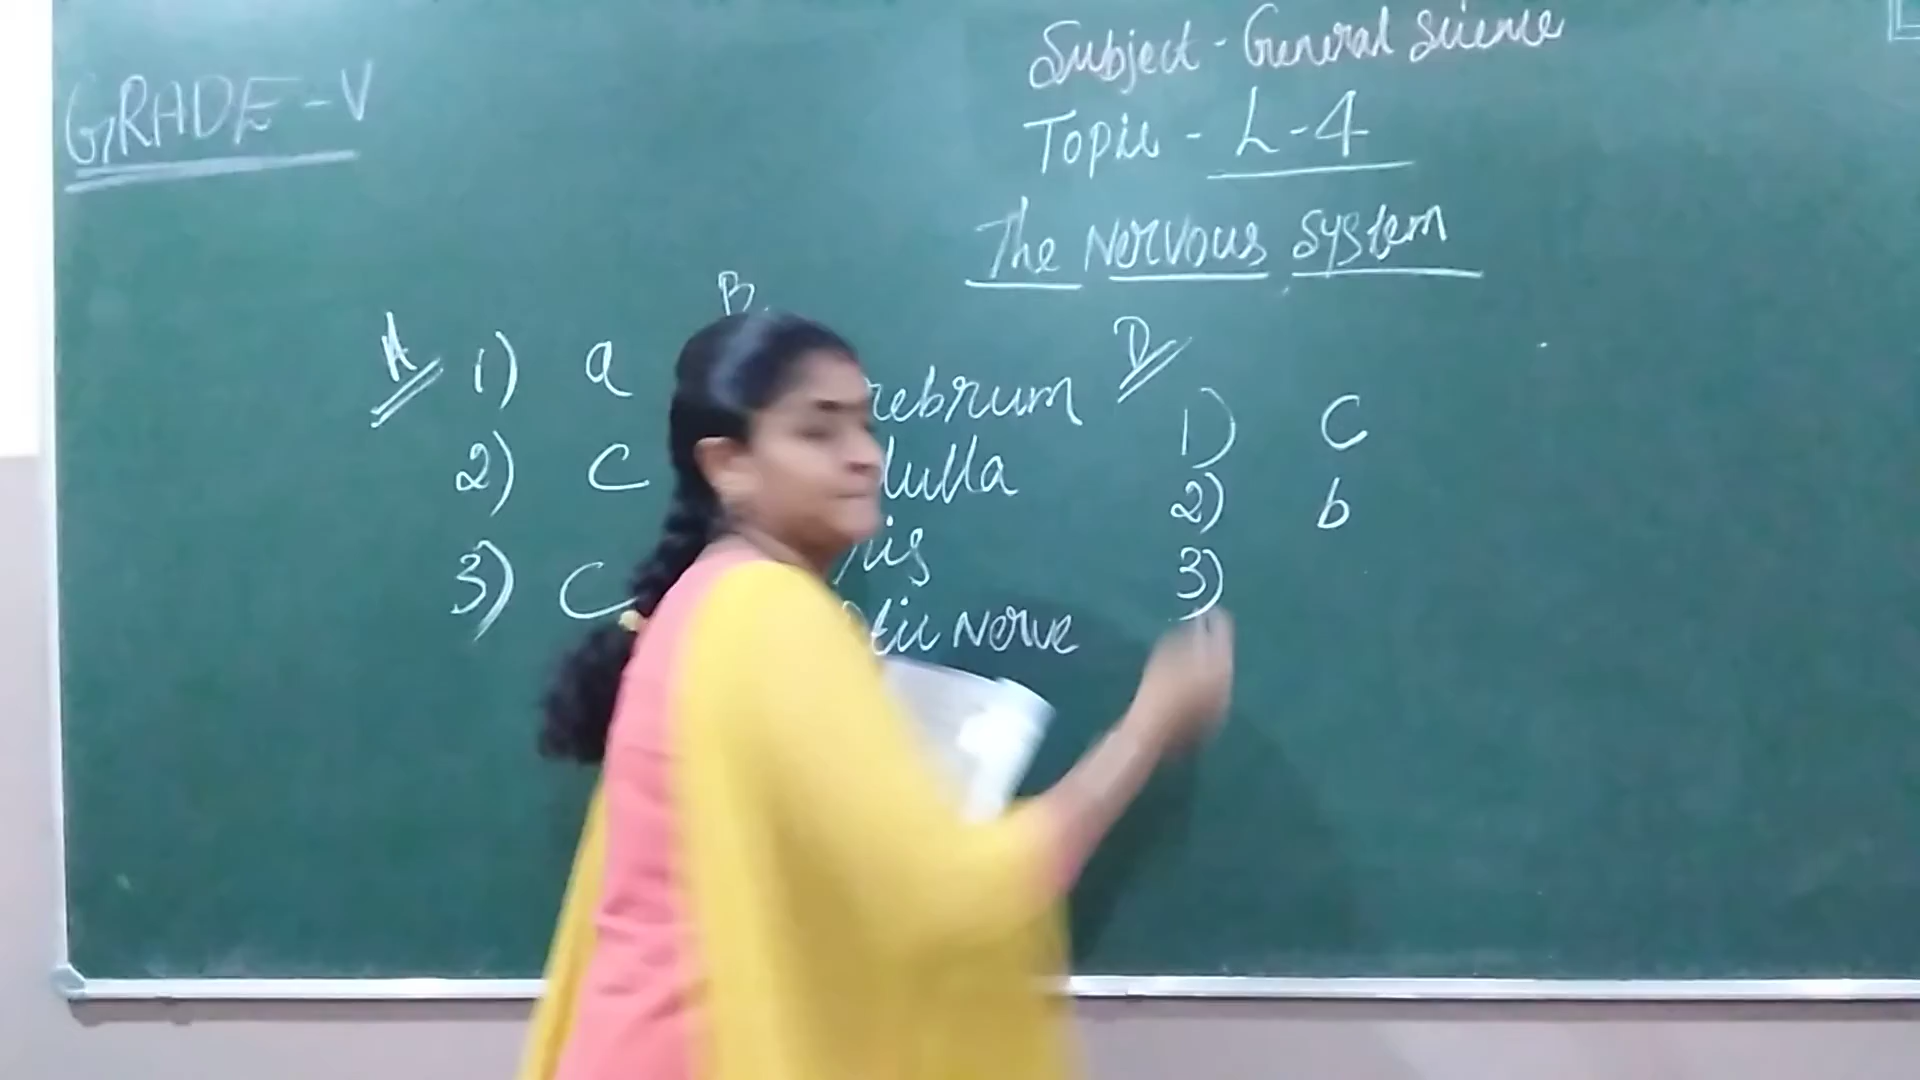 GRADE - V
Subject - General Science
Topic - L-4
The Nervous System
A
1) a
2) c
3) c
B
rebrum
dulla
ris
tic Nerve
D
1) c
2) b
3)